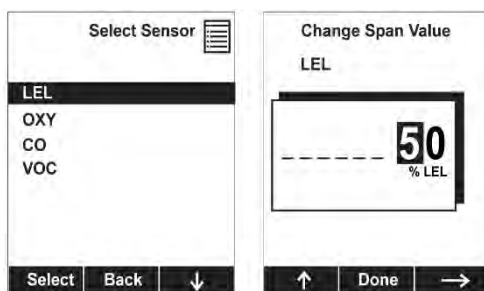 Select Sensor
LEL
OXY
CO
VOC
Select Back ↓
Change Span Value
LEL
_ _ _ _ _ _ 50
% LEL
↑ Done →